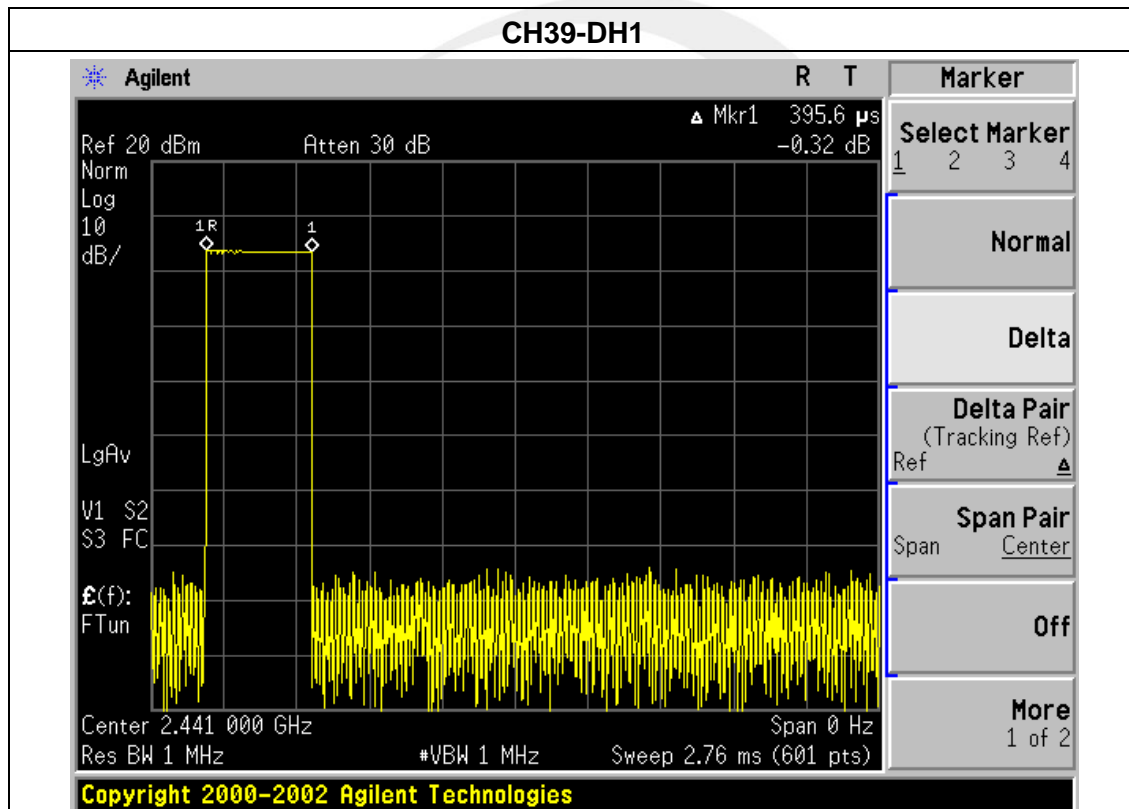 CH39-DH1
Agilent R T
Δ Mkr1 395.6 µs
Ref 20 dBm Atten 30 dB -0.32 dB
Norm
Log
10
dB/
1R 1
LgAv
V1 S2
S3 FC
£(f):
FTun
Center 2.441 000 GHz Span 0 Hz
Res BW 1 MHz #VBW 1 MHz Sweep 2.76 ms (601 pts)
Copyright 2000-2002 Agilent Technologies
Marker
Select Marker
1 2 3 4
Normal
Delta
Delta Pair
(Tracking Ref)
Ref Δ
Span Pair
Span Center
Off
More
1 of 2